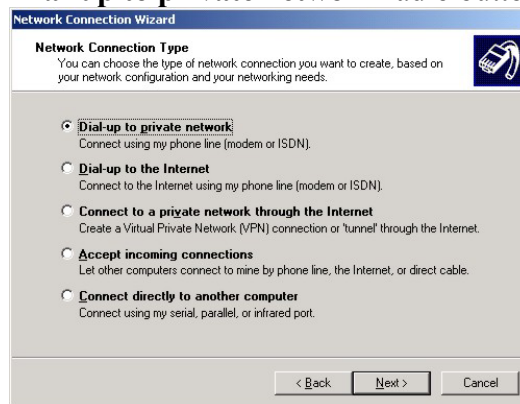 Network Connection Wizard
Network Connection Type
You can choose the type of network connection you want to create, based on
your network configuration and your networking needs.
Dial-up to private network
Connect using my phone line (modem or ISDN).
Dial-up to the Internet
Connect to the Internet using my phone line (modem or ISDN).
Connect to a private network through the Internet
Create a Virtual Private Network (VPN) connection or 'tunnel' through the Internet.
Accept incoming connections
Let other computers connect to mine by phone line, the Internet, or direct cable.
Connect directly to another computer
Connect using my serial, parallel, or infrared port.
< Back Next > Cancel